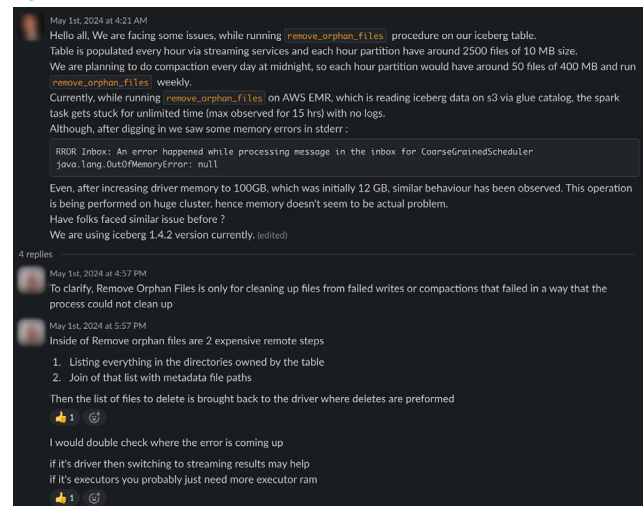 May 1st, 2024 at 4:21 AM
Hello all, We are facing some issues, while running remove_orphan_files procedure on our iceberg table.
Table is populated every hour via streaming services and each hour partition have around 2500 files of 10 MB size.
We are planning to do compaction every day at midnight, so each hour partition would have around 50 files of 400 MB and run
remove_orphan_files weekly.
Currently, while running remove_orphan_files on AWS EMR, which is reading iceberg data on s3 via glue catalog, the spark
task gets stuck for unlimited time (max observed for 15 hrs) with no logs.
Although, after digging in we saw some memory errors in stderr :
RROR Inbox: An error happened while processing message in the inbox for CoarseGrainedScheduler
java.lang.OutOfMemoryError: null
Even, after increasing driver memory to 100GB, which was initially 12 GB, similar behaviour has been observed. This operation
is being performed on huge cluster, hence memory doesn't seem to be actual problem.
Have folks faced similar issue before ?
We are using iceberg 1.4.2 version currently. (edited)
4 replies
May 1st, 2024 at 4:57 PM
To clarify, Remove Orphan Files is only for cleaning up files from failed writes or compactions that failed in a way that the
process could not clean up
May 1st, 2024 at 5:57 PM
Inside of Remove orphan files are 2 expensive remote steps
1. Listing everything in the directories owned by the table
2. Join of that list with metadata file paths
Then the list of files to delete is brought back to the driver where deletes are preformed
👍 1
I would double check where the error is coming up
if it's driver then switching to streaming results may help
if it's executors you probably just need more executor ram
👍 1